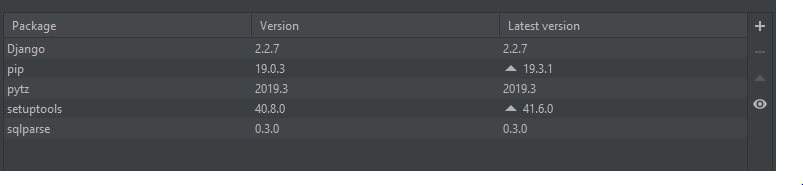 Package Version Latest version
Django 2.2.7 2.2.7
pip 19.0.3 19.3.1
pytz 2019.3 2019.3
setuptools 40.8.0 41.6.0
sqlparse 0.3.0 0.3.0